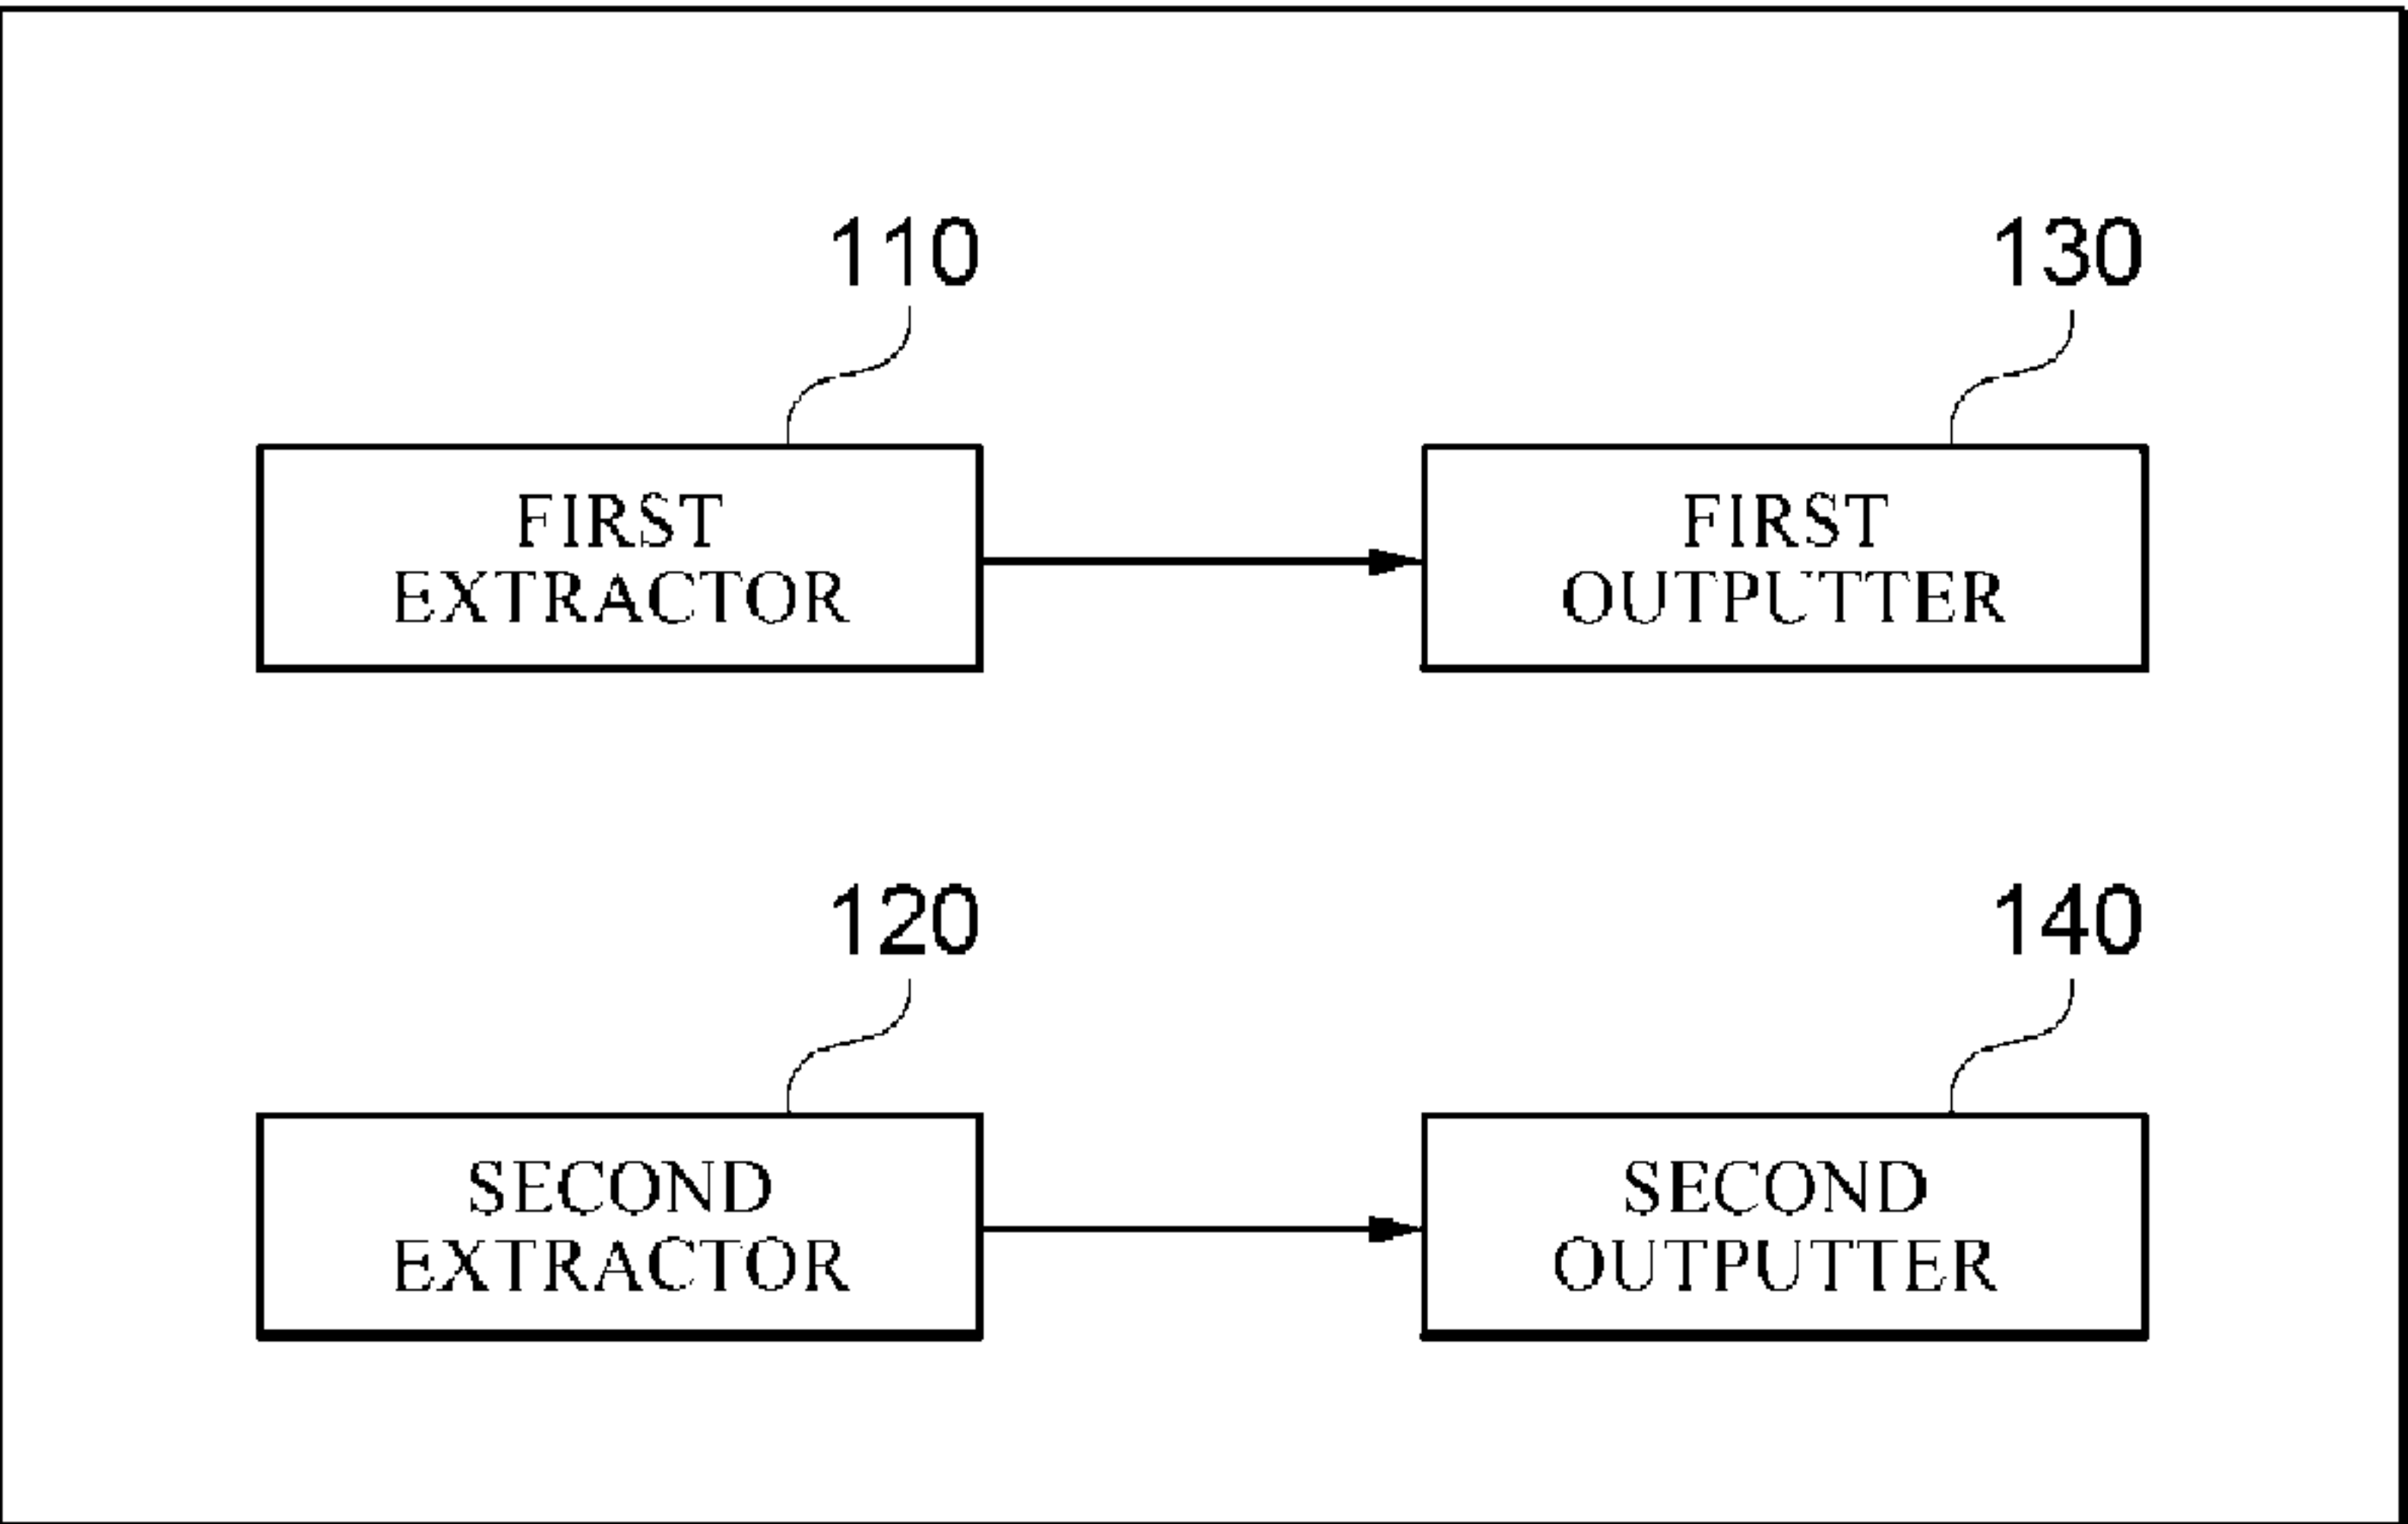 110
130
FIRST
EXTRACTOR
FIRST
OUTPUTTER
120
140
SECOND
EXTRACTOR
SECOND
OUTPUTTER